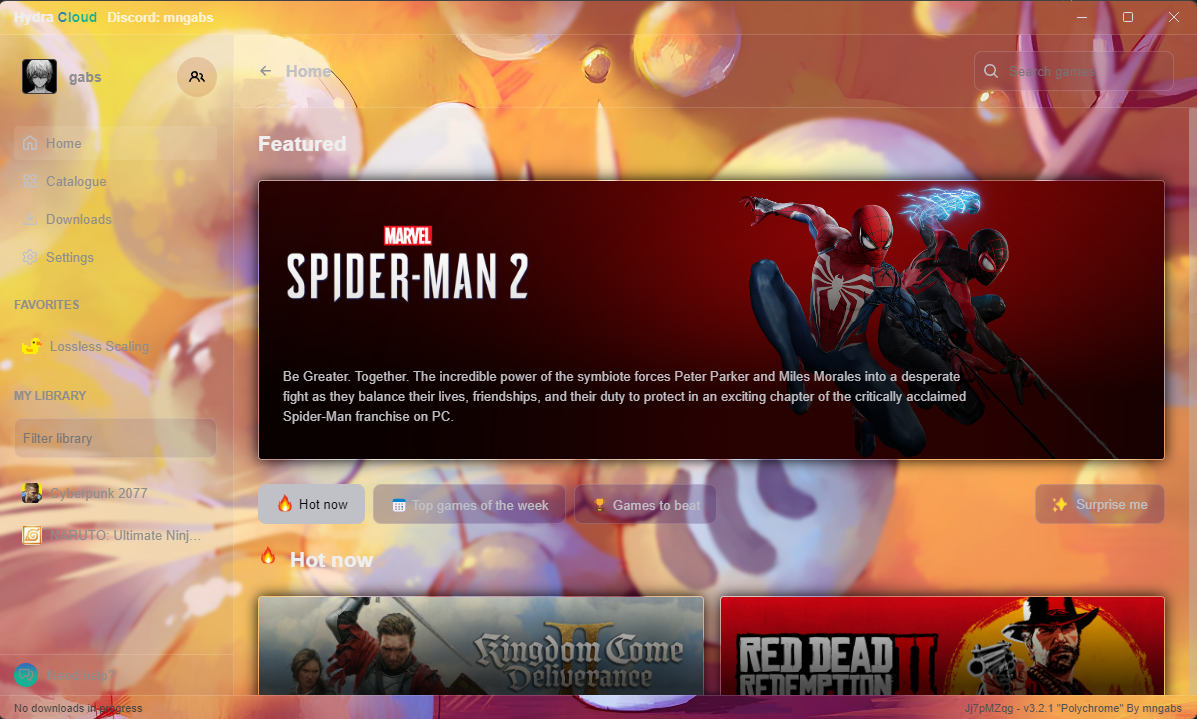 Hydra Cloud Discord: mngabs
gabs
Home
Search games
Home
Catalogue
Downloads
Settings
FAVORITES
Lossless Scaling
MY LIBRARY
Filter library
Cyberpunk 2077
NARUTO: Ultimate Ninj...
Need help?
Featured
MARVEL
SPIDER-MAN 2
Be Greater. Together. The incredible power of the symbiote forces Peter Parker and Miles Morales into a desperate
fight as they balance their lives, friendships, and their duty to protect in an exciting chapter of the critically acclaimed
Spider-Man franchise on PC.
Hot now
Top games of the week
Games to beat
Surprise me
Hot now
Kingdom Come
Deliverance
II
RED DEAD
REDEMPTION
II
No downloads in progress
Jj7pMZqg - v3.2.1 "Polychrome" By mngabs